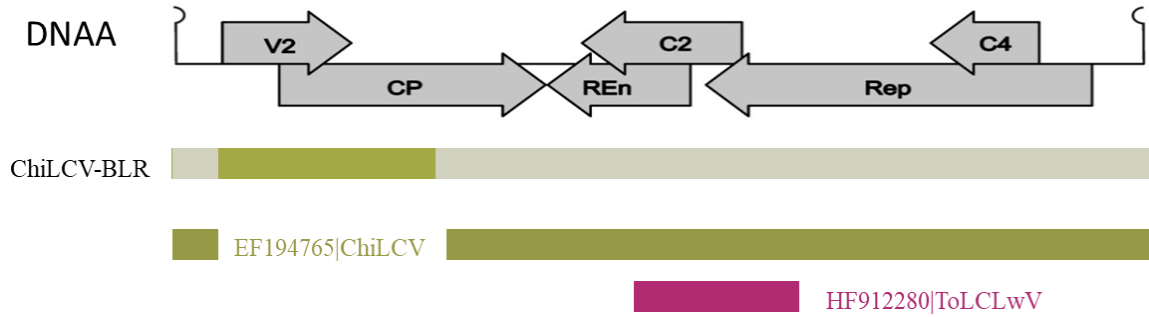 DNAA
V2
C2
C4
CP
REn
Rep
ChiLCV-BLR
EF194765|ChiLCV
HF912280|ToLCLwV